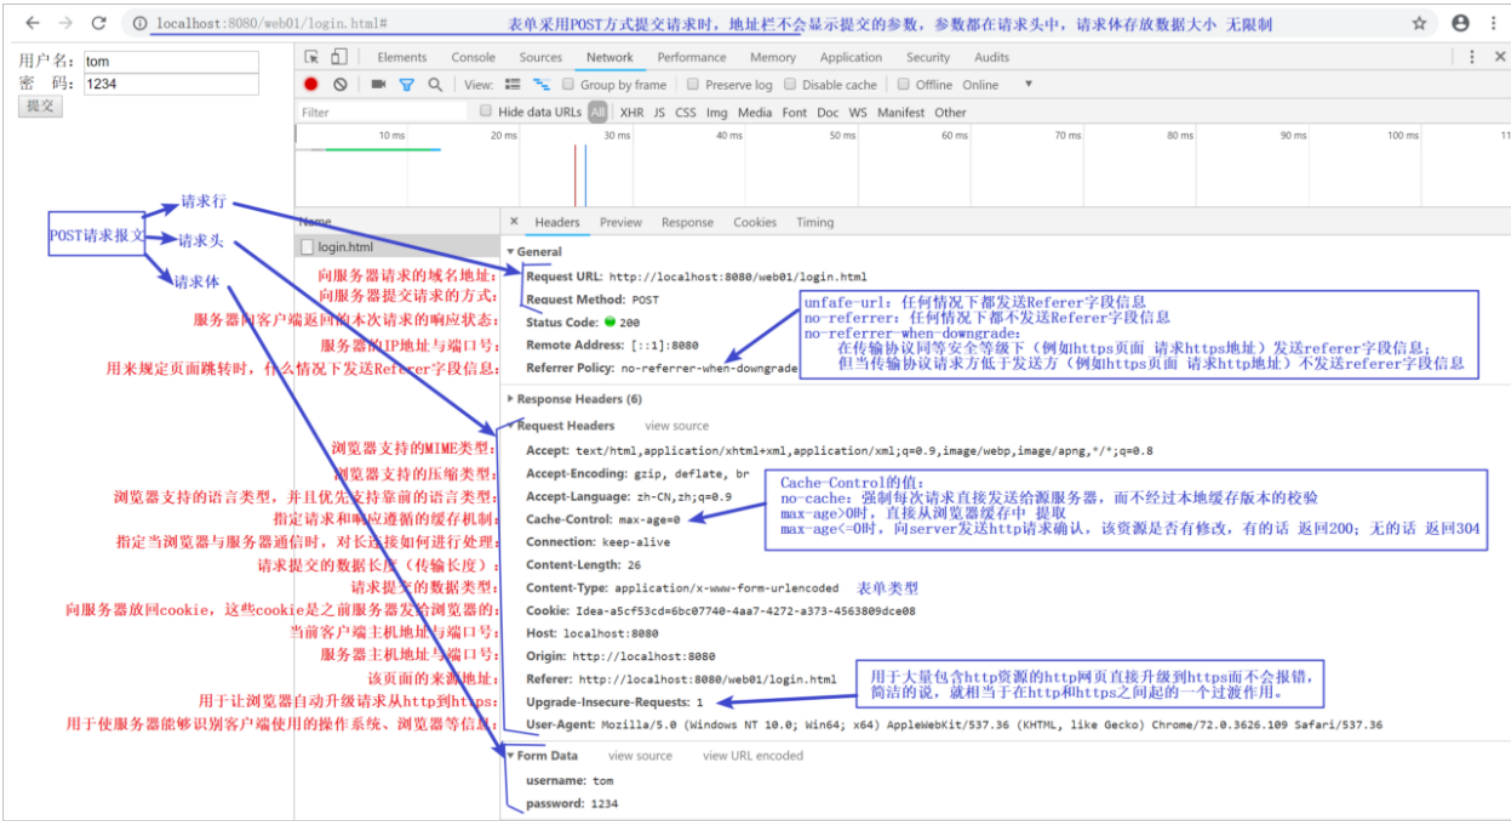 localhost:8080/web01/login.html#
表单采用POST方式提交请求时，地址栏不会显示提交的参数，参数都在请求头中，请求体存放数据大小 无限制
用户名：tom
密 码：1234
提交
Elements Console Sources Network Performance Memory Application Security Audits
View: Group by frame Preserve log Disable cache Offline Online
Filter Hide data URLs All XHR JS CSS Img Media Font Doc WS Manifest Other
10 ms 20 ms 30 ms 40 ms 50 ms 60 ms 70 ms 80 ms 90 ms 100 ms 11
POST请求报文
请求行
请求头
请求体
Name
login.html
Headers Preview Response Cookies Timing
General
向服务器请求的域名地址：
Request URL: http://localhost:8080/web01/login.html
向服务器提交请求的方式：
Request Method: POST
服务器向客户端返回的本次请求的响应状态：
Status Code: 200
服务器的IP地址与端口号：
Remote Address: [::1]:8080
用来规定页面跳转时，什么情况下发送Referer字段信息：
Referrer Policy: no-referrer-when-downgrade
unfafe-url：任何情况下都发送Referer字段信息
no-referrer：任何情况下都不发送Referer字段信息
no-referrer-when-downgrade：
在传输协议同等安全等级下（例如https页面 请求https地址）发送referer字段信息；
但当传输协议请求方低于发送方（例如https页面 请求http地址）不发送referer字段信息
Response Headers (6)
Request Headers view source
浏览器支持的MIME类型：
Accept: text/html,application/xhtml+xml,application/xml;q=0.9,image/webp,image/apng,*/*;q=0.8
浏览器支持的压缩类型：
Accept-Encoding: gzip, deflate, br
浏览器支持的语言类型，并且优先支持靠前的语言类型：
Accept-Language: zh-CN,zh;q=0.9
指定请求和响应遵循的缓存机制：
Cache-Control: max-age=0
Cache-Control的值：
no-cache：强制每次请求直接发送给源服务器，而不经过本地缓存版本的校验
max-age>0时，直接从浏览器缓存中 提取
max-age<=0时，向server发送http请求确认，该资源是否有修改，有的话 返回200；无的话 返回304
指定当浏览器与服务器通信时，对长连接如何进行处理：
Connection: keep-alive
请求提交的数据长度（传输长度）：
Content-Length: 26
请求提交的数据类型：
Content-Type: application/x-www-form-urlencoded 表单类型
向服务器放回cookie，这些cookie是之前服务器发给浏览器的：
Cookie: Idea-a5cf53cd=6bc07740-4aa7-4272-a373-4563809dce08
当前客户端主机地址与端口号：
Host: localhost:8080
服务器主机地址与端口号：
Origin: http://localhost:8080
该页面的来源地址：
Referer: http://localhost:8080/web01/login.html
用于让浏览器自动升级请求从http到https：
Upgrade-Insecure-Requests: 1
用于大量包含http资源的http网页直接升级到https而不会报错，
简洁的说，就相当于在http和https之间起的一个过渡作用。
用于使服务器能够识别客户端使用的操作系统、浏览器等信息：
User-Agent: Mozilla/5.0 (Windows NT 10.0; Win64; x64) AppleWebKit/537.36 (KHTML, like Gecko) Chrome/72.0.3626.109 Safari/537.36
Form Data view source view URL encoded
username: tom
password: 1234